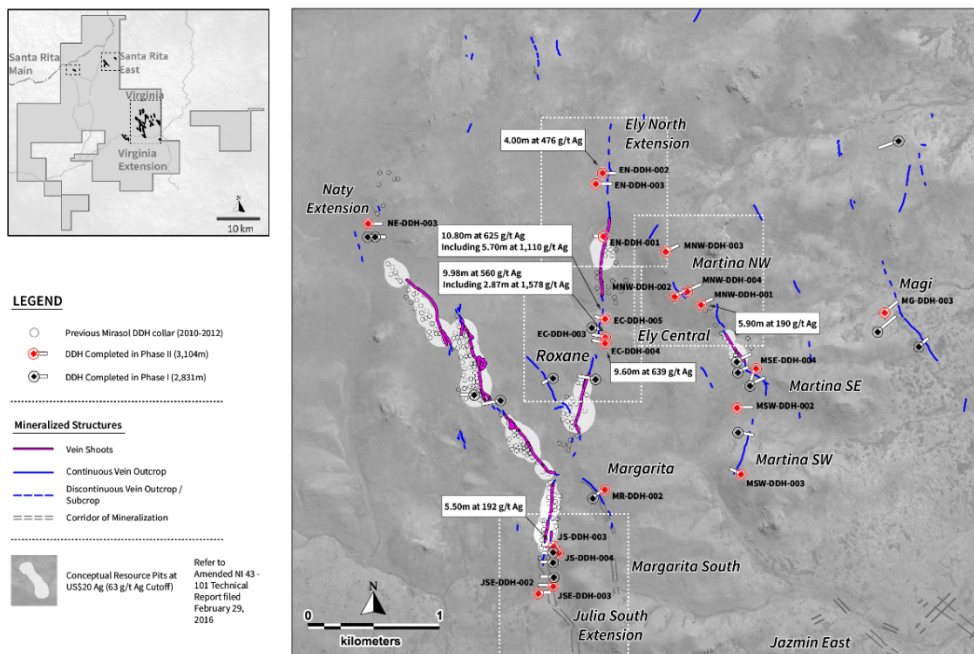 Santa Rita
Main
Santa Rita
East
Virginia
Virginia
Extension
N
10 km
LEGEND
Previous Mirasol DDH collar (2010-2012)
DDH Completed in Phase II (3,104m)
DDH Completed in Phase I (2,831m)
Mineralized Structures
Vein Shoots
Continuous Vein Outcrop
Discontinuous Vein Outcrop /
Subcrop
Corridor of Mineralization
Conceptual Resource Pits at
US$20 Ag (63 g/t Ag Cutoff)
Refer to
Amended NI 43 -
101 Technical
Report filed
February 29,
2016
Ely North
Extension
4.00m at 476 g/t Ag
EN-DDH-002
EN-DDH-003
Naty
Extension
NE-DDH-003
10.80m at 625 g/t Ag
Including 5.70m at 1,110 g/t Ag
EN-DDH-001
MNW-DDH-003
Martina NW
9.98m at 560 g/t Ag
Including 2.87m at 1,578 g/t Ag
MNW-DDH-002
MNW-DDH-004
MNW-DDH-001
Magi
MG-DDH-003
EC-DDH-005
EC-DDH-003
Ely Central
5.90m at 190 g/t Ag
EC-DDH-004
Roxane
MSE-DDH-004
9.60m at 639 g/t Ag
Martina SE
MSW-DDH-002
Martina SW
MSW-DDH-003
Margarita
MR-DDH-002
5.50m at 192 g/t Ag
JS-DDH-003
JS-DDH-004
Margarita South
JSE-DDH-002
JSE-DDH-003
Julia South
Extension
Jazmin East
N
0
1
kilometers